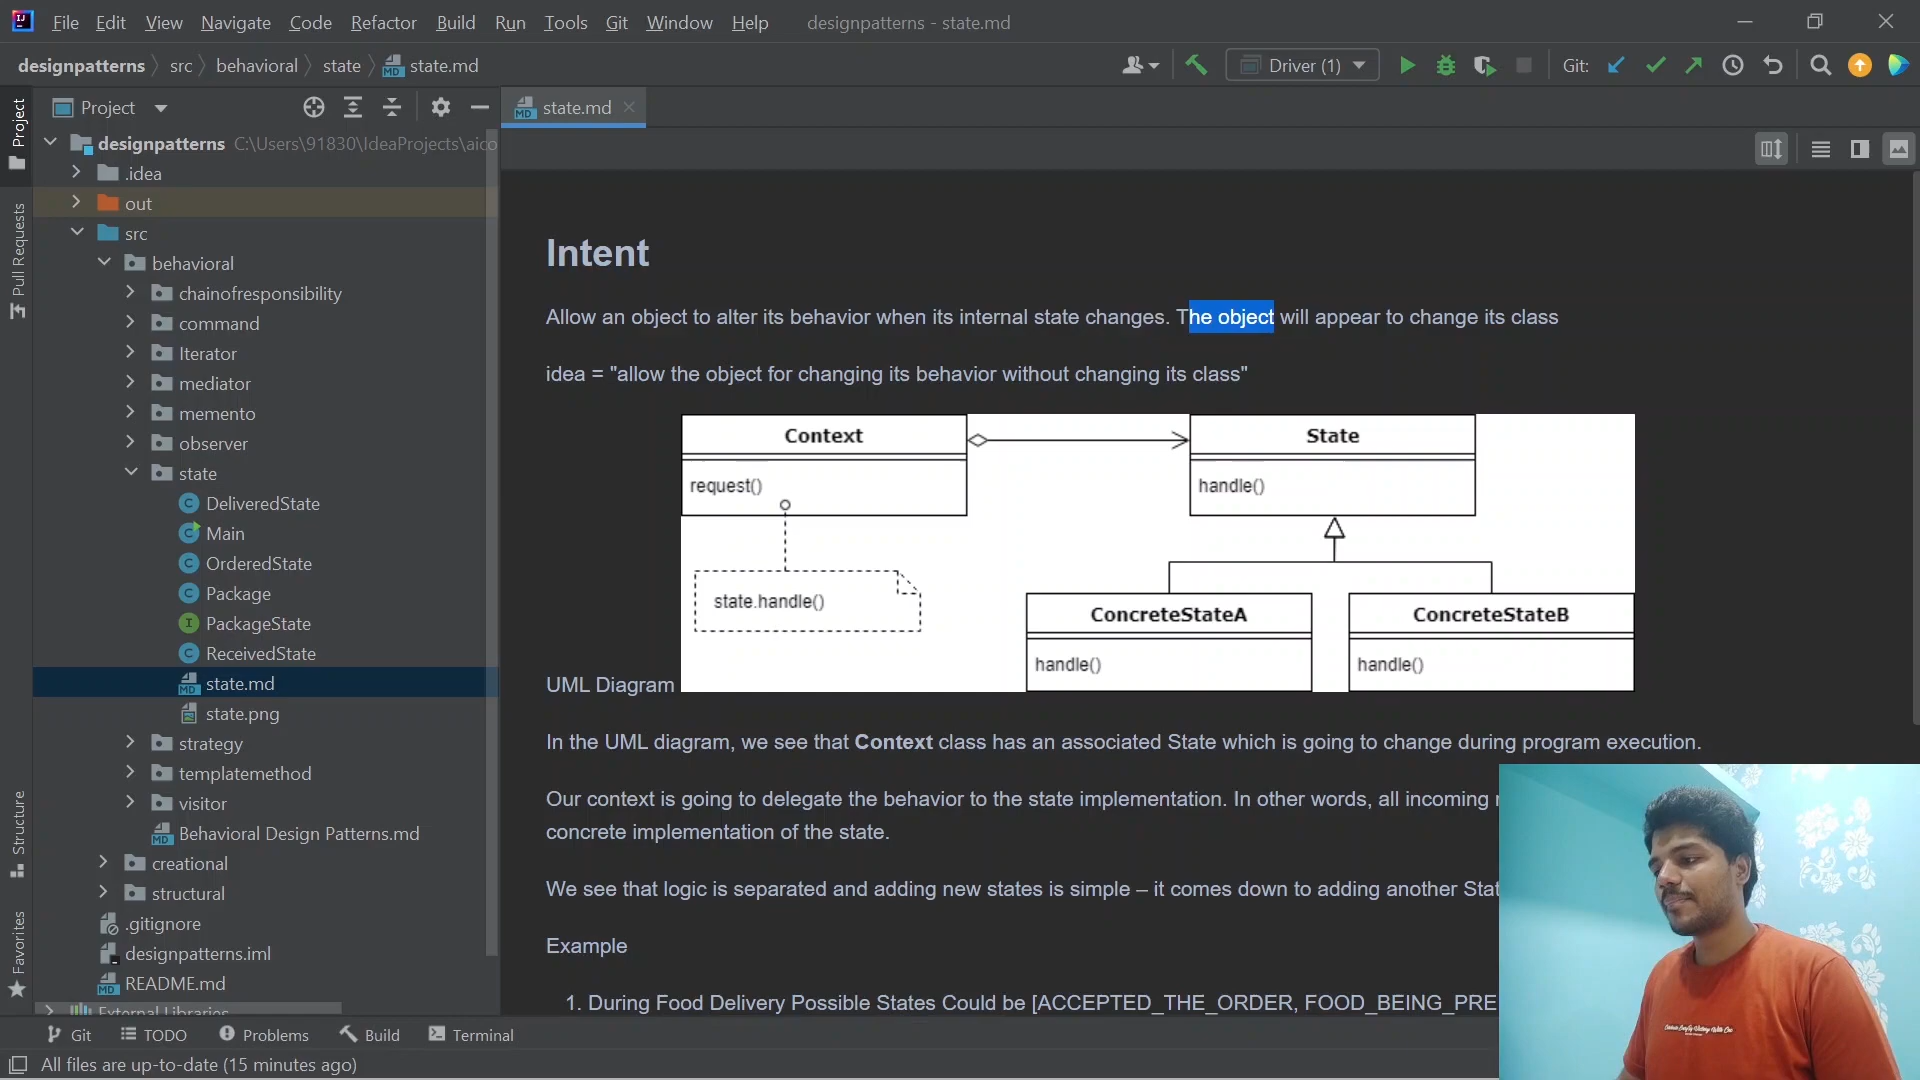 File Edit View Navigate Code Refactor Build Run Tools Git Window Help designpatterns - state.md
designpatterns src behavioral state state.md
Driver (1) Git:
Project
state.md
Project
Pull Requests
Structure
Favorites
designpatterns C:\Users\91830\IdeaProjects\aico
.idea
out
src
behavioral
chainofresponsibility
command
Iterator
mediator
memento
observer
state
DeliveredState
Main
OrderedState
Package
PackageState
ReceivedState
state.md
state.png
strategy
templatemethod
visitor
Behavioral Design Patterns.md
creational
structural
.gitignore
designpatterns.iml
README.md
External Libraries
Intent
Allow an object to alter its behavior when its internal state changes. The object will appear to change its class
idea = "allow the object for changing its behavior without changing its class"
Context
request()
state.handle()
State
handle()
ConcreteStateA
handle()
ConcreteStateB
handle()
UML Diagram
In the UML diagram, we see that Context class has an associated State which is going to change during program execution.
Our context is going to delegate the behavior to the state implementation. In other words, all incoming
concrete implementation of the state.
We see that logic is separated and adding new states is simple – it comes down to adding another Stat
Example
1. During Food Delivery Possible States Could be [ACCEPTED_THE_ORDER, FOOD_BEING_PRE
Git TODO Problems Build Terminal
All files are up-to-date (15 minutes ago)